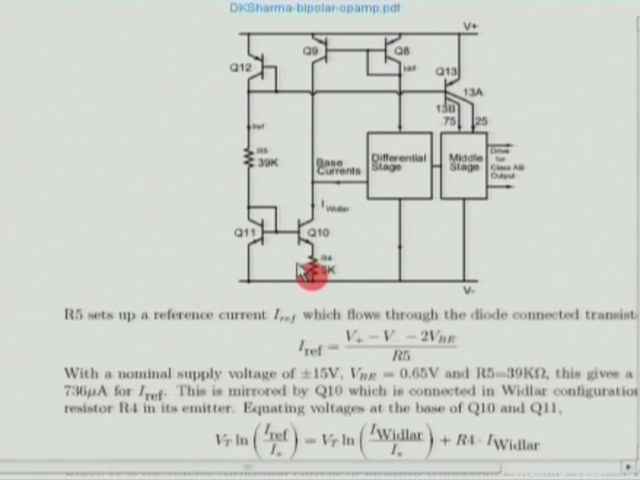 DKSharma-bipolar-opamp.pdf
V+
Q9
Q8
Q12
Iref
Q13
13A
13B
.75
.25
Iref
R5
39K
Base
Currents
Differential
Stage
Middle
Stage
Drive
for
Class AB
Output
I Widlar
Q11
Q10
R4
5K
V-
R5 sets up a reference current Iref which flows through the diode connected transist
Iref = V+ − V− − 2VBE / R5
With a nominal supply voltage of ±15V, VBE = 0.65V and R5=39KΩ, this gives a
736μA for Iref. This is mirrored by Q10 which is connected in Widlar configuration
resistor R4 in its emitter. Equating voltages at the base of Q10 and Q11,
VT ln (Iref / Is) = VT ln (IWidlar / Is) + R4 · IWidlar